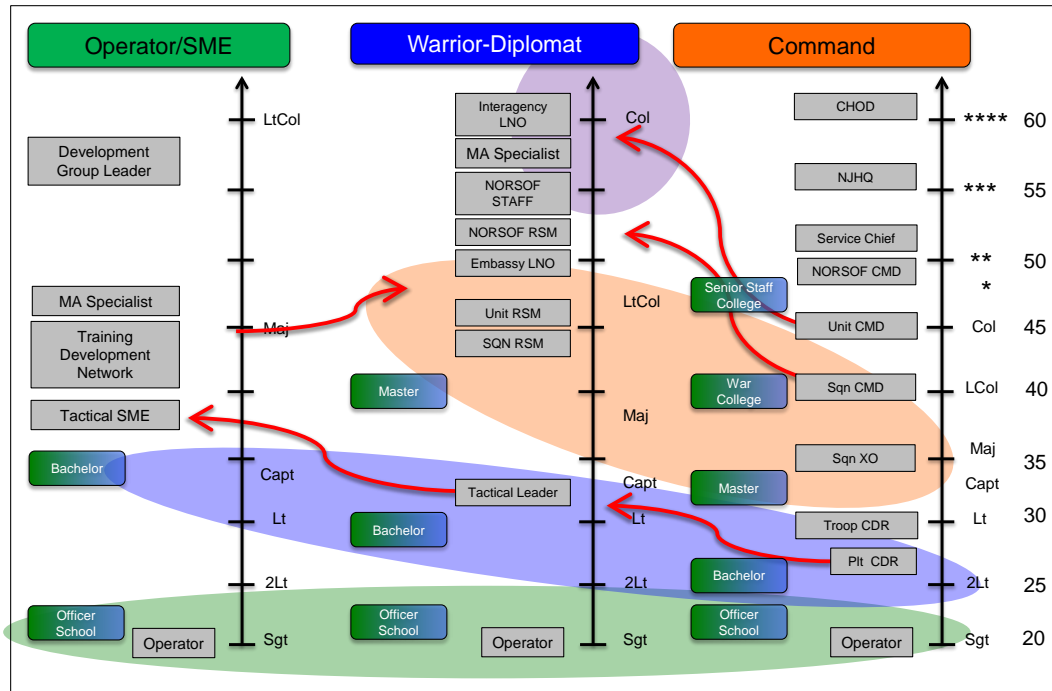 Operator/SME
Warrior-Diplomat
Command
LtCol
Development
Group Leader
MA Specialist
Training
Development
Network
Maj
Tactical SME
Bachelor
Capt
Lt
2Lt
Officer
School
Operator
Sgt
Interagency
LNO
Col
MA Specialist
NORSOF
STAFF
NORSOF RSM
Embassy LNO
LtCol
Unit RSM
SQN RSM
Master
Maj
Tactical Leader
Capt
Lt
Bachelor
2Lt
Officer
School
Operator
Sgt
CHOD
**** 60
NJHQ
*** 55
Service Chief
** 50
NORSOF CMD
*
Senior Staff
College
Unit CMD
Col 45
War
College
Sqn CMD
LCol 40
Sqn XO
Maj
35
Master
Capt
Troop CDR
Lt 30
Plt CDR
Bachelor
2Lt 25
Officer
School
Operator
Sgt 20